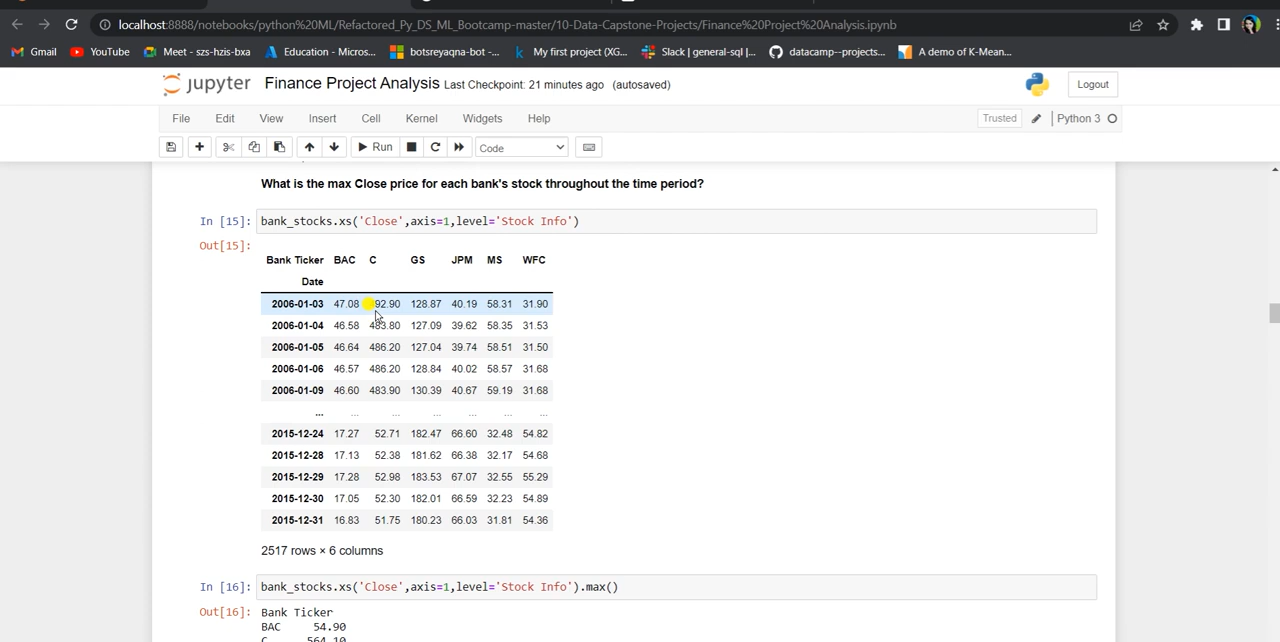 localhost:8888/notebooks/python%20ML/Refactored_Py_DS_ML_Bootcamp-master/10-Data-Capstone-Projects/Finance%20Project%20Analysis.ipynb
Gmail YouTube Meet - szs-hzis-bxa Education - Micros... botsreyaqna-bot -... My first project (XG... Slack | general-sql |... datacamp--projects... A demo of K-Mean...
jupyter Finance Project Analysis Last Checkpoint: 21 minutes ago (autosaved) Logout
File Edit View Insert Cell Kernel Widgets Help Trusted Python 3
Run Code
What is the max Close price for each bank's stock throughout the time period?
In [15]: bank_stocks.xs('Close',axis=1,level='Stock Info')
Out[15]:
Bank Ticker BAC C GS JPM MS WFC
Date
2006-01-03 47.08 92.90 128.87 40.19 58.31 31.90
2006-01-04 46.58 483.80 127.09 39.62 58.35 31.53
2006-01-05 46.64 486.20 127.04 39.74 58.51 31.50
2006-01-06 46.57 486.20 128.84 40.02 58.57 31.68
2006-01-09 46.60 483.90 130.39 40.67 59.19 31.68
... ... ... ... ... ... ...
2015-12-24 17.27 52.71 182.47 66.60 32.48 54.82
2015-12-28 17.13 52.38 181.62 66.38 32.17 54.68
2015-12-29 17.28 52.98 183.53 67.07 32.55 55.29
2015-12-30 17.05 52.30 182.01 66.59 32.23 54.89
2015-12-31 16.83 51.75 180.23 66.03 31.81 54.36
2517 rows × 6 columns
In [16]: bank_stocks.xs('Close',axis=1,level='Stock Info').max()
Out[16]: Bank Ticker
BAC 54.90
C 564.10